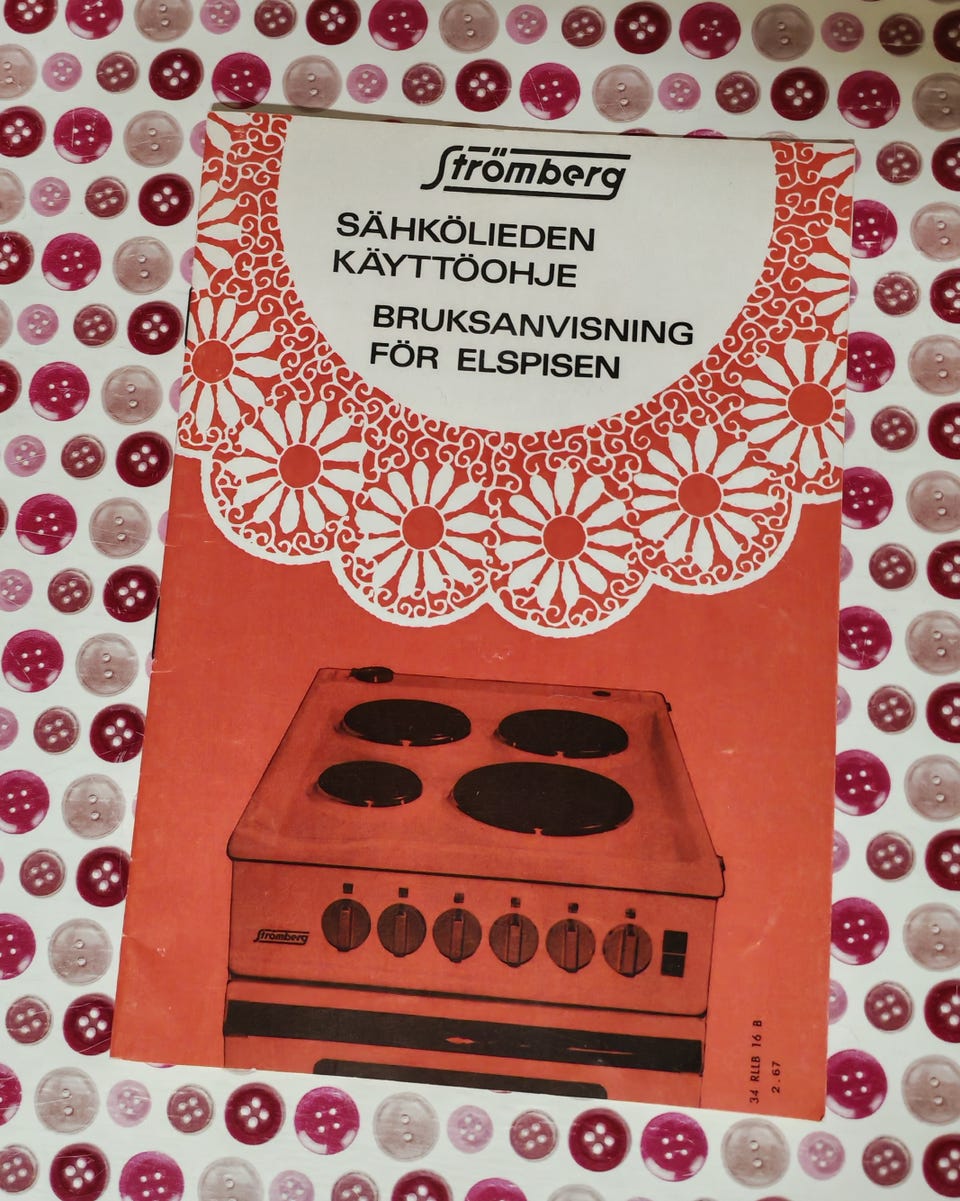 Strömberg
SÄHKÖLIEDEN
KÄYTTÖOHJE
BRUKSANVISNING
FÖR ELSPISEN
Strömberg
34 RLLB 16 B
2.67